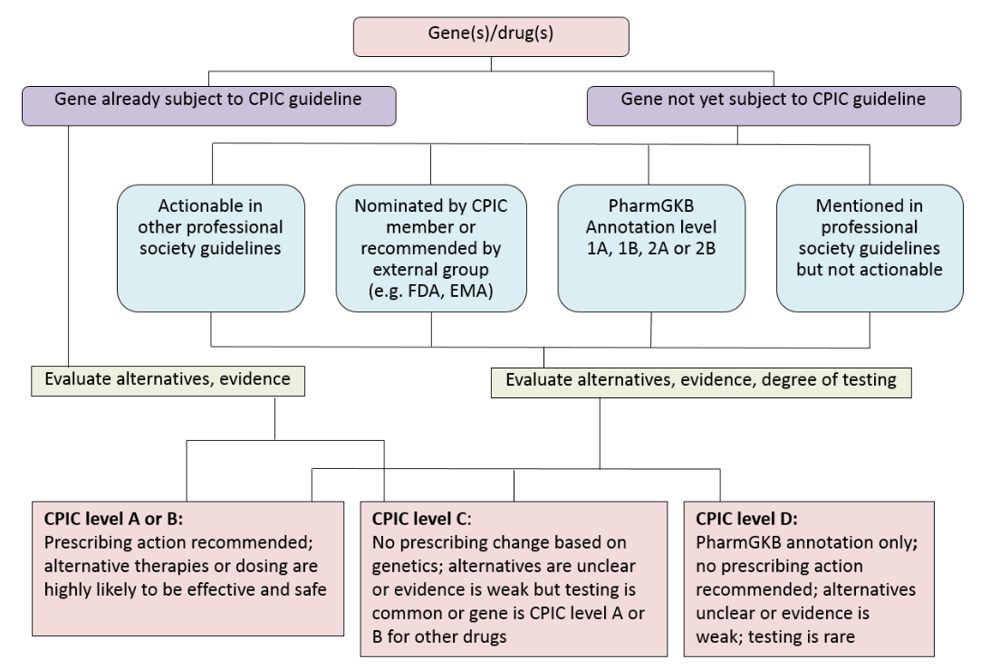 Gene(s)/drug(s)
Gene already subject to CPIC guideline
Gene not yet subject to CPIC guideline
Actionable in
other professional
society guidelines
Nominated by CPIC
member or
recommended by
external group
(e.g. FDA, EMA)
PharmGKB
Annotation level
1A, 1B, 2A or 2B
Mentioned in
professional
society guidelines
but not actionable
Evaluate alternatives, evidence
Evaluate alternatives, evidence, degree of testing
CPIC level A or B:
Prescribing action recommended;
alternative therapies or dosing are
highly likely to be effective and safe
CPIC level C:
No prescribing change based on
genetics; alternatives are unclear
or evidence is weak but testing is
common or gene is CPIC level A or
B for other drugs
CPIC level D:
PharmGKB annotation only;
no prescribing action
recommended; alternatives
unclear or evidence is
weak; testing is rare